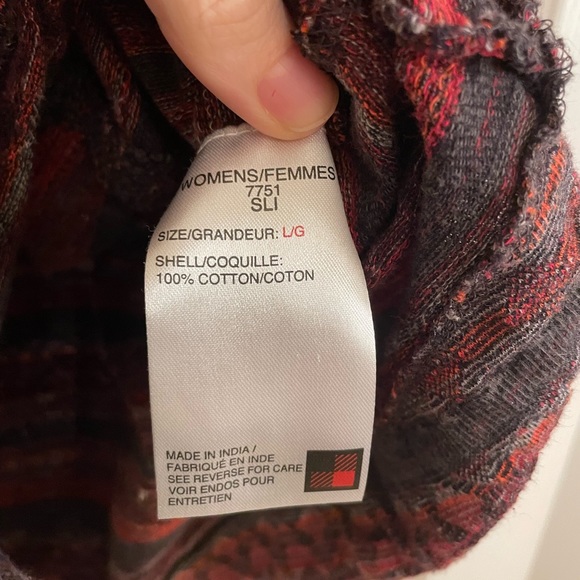 WOMENS/FEMMES
7751
SLI
SIZE/GRANDEUR: L/G
SHELL/COQUILLE:
100% COTTON/COTON
MADE IN INDIA /
FABRIQUÉ EN INDE
SEE REVERSE FOR CARE
VOIR ENDOS POUR
ENTRETIEN